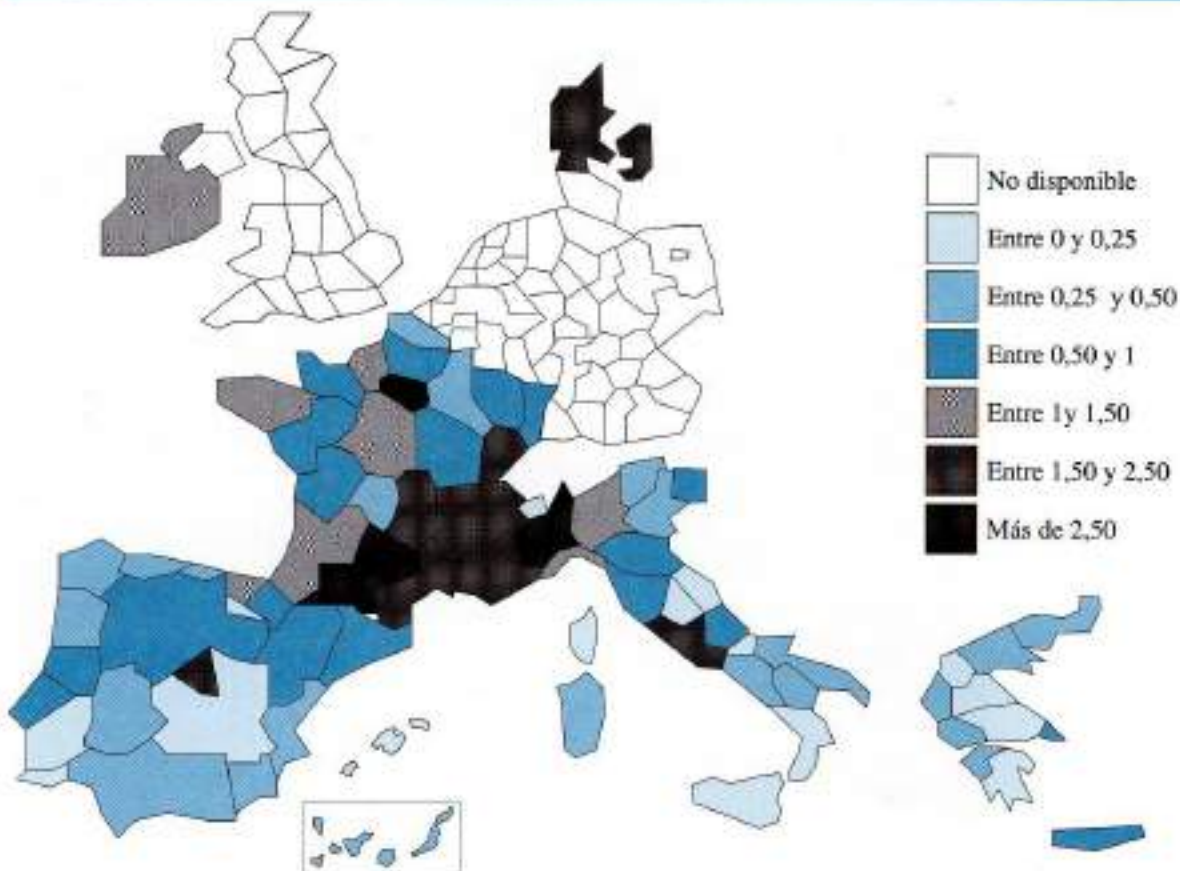 No disponible
Entre 0 y 0,25
Entre 0,25 y 0,50
Entre 0,50 y 1
Entre 1y 1,50
Entre 1,50 y 2,50
Más de 2,50